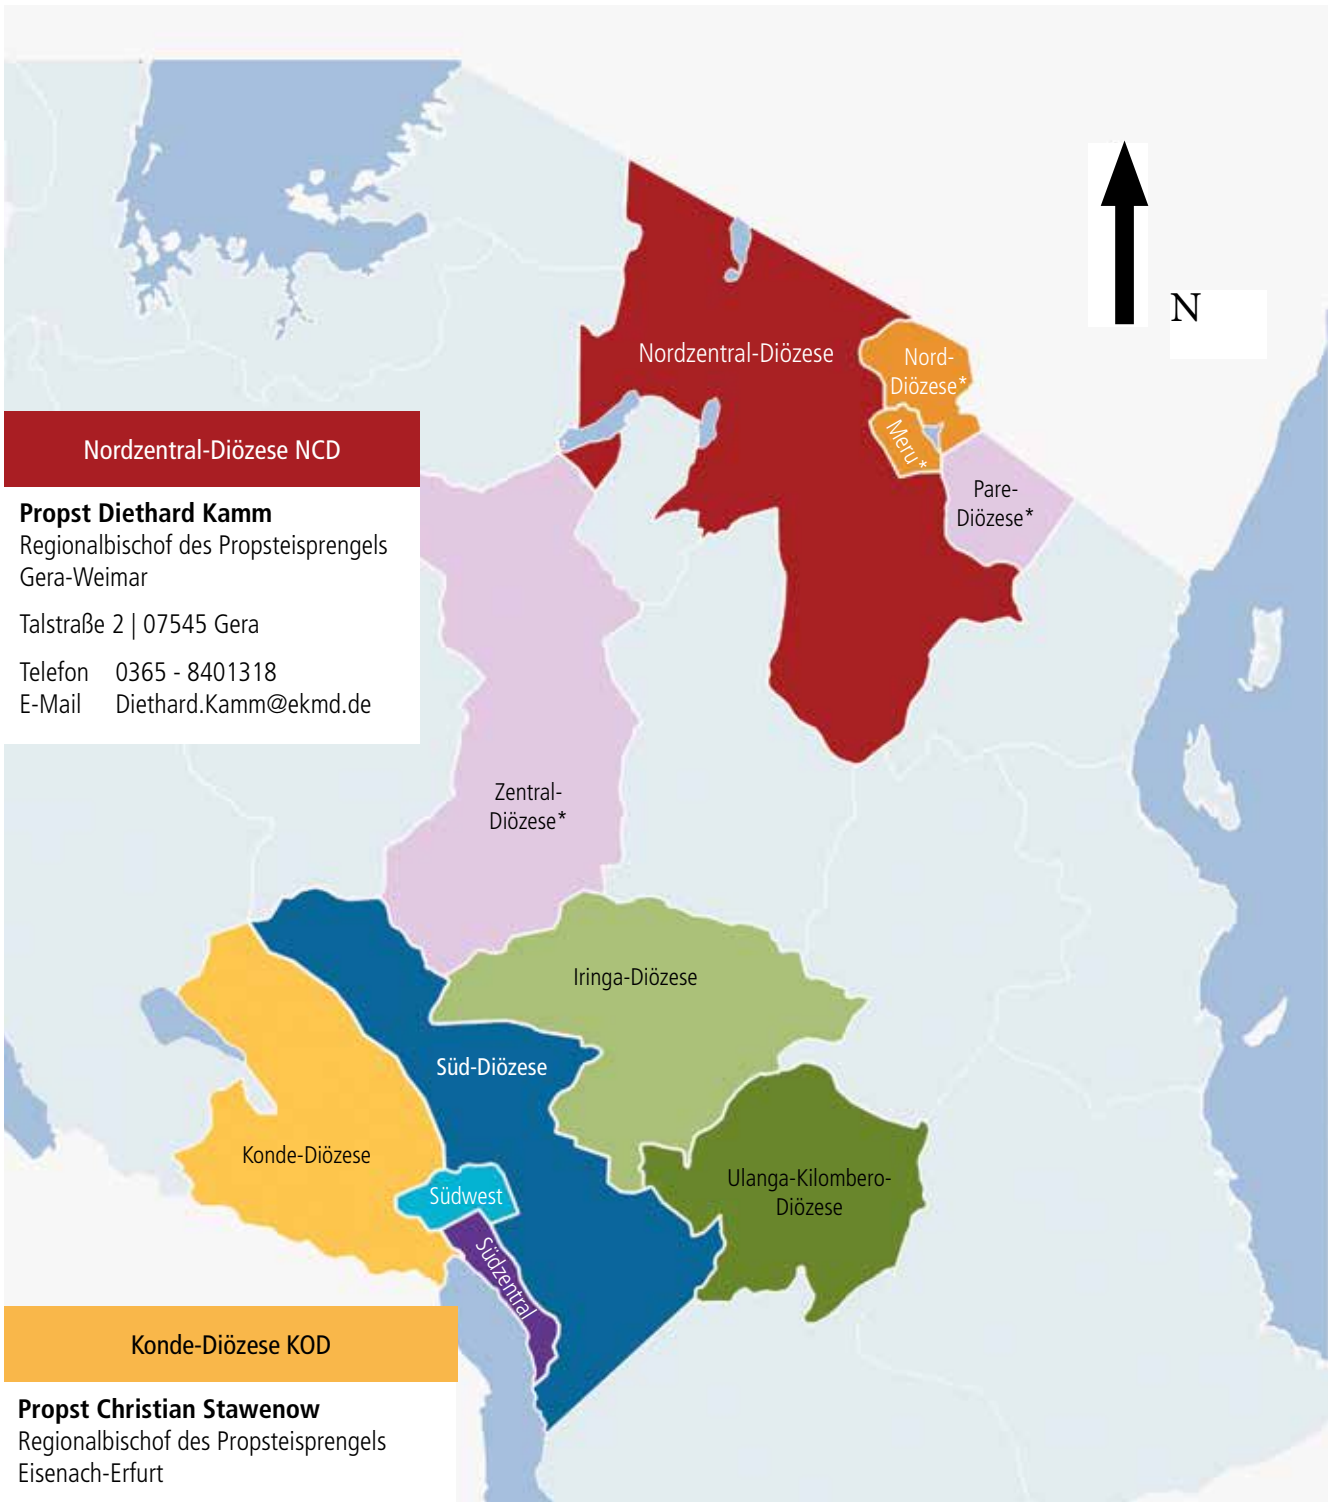 N
Nordzentral-Diözese
Nord-
Diözese*
Meru*
Pare-
Diözese*
Nordzentral-Diözese NCD
Propst Diethard Kamm
Regionalbischof des Propsteisprengels
Gera-Weimar
Talstraße 2 | 07545 Gera
Telefon 0365 - 8401318
E-Mail Diethard.Kamm@ekmd.de
Zentral-
Diözese*
Iringa-Diözese
Süd-Diözese
Konde-Diözese
Südwest
Ulanga-Kilombero-
Diözese
Südzentral
Konde-Diözese KOD
Propst Christian Stawenow
Regionalbischof des Propsteisprengels
Eisenach-Erfurt